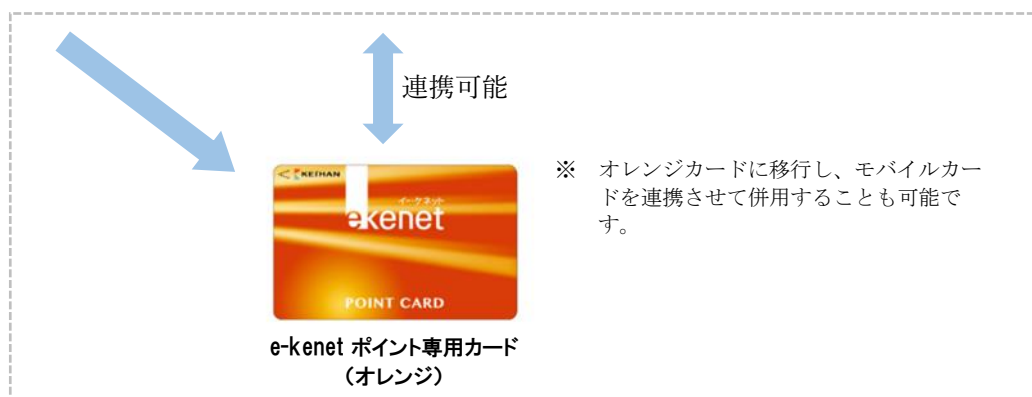 連携可能
KEIHAN
イーケネット
ekenet
POINT CARD
※ オレンジカードに移行し、モバイルカー
ドを連携させて併用することも可能で
す。
e-kenet ポイント専用カード
（オレンジ）